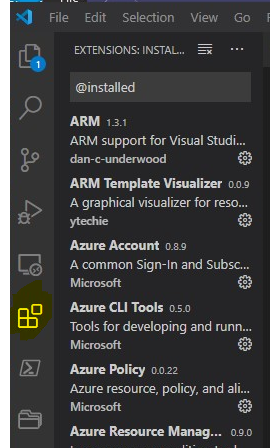 File Edit Selection View Go
EXTENSIONS: INSTAL...
1
@installed
ARM 1.3.1
ARM support for Visual Studi...
dan-c-underwood
ARM Template Visualizer 0.0.9
A graphical visualizer for reso...
ytechie
Azure Account 0.8.9
A common Sign-In and Subsc...
Microsoft
Azure CLI Tools 0.5.0
Tools for developing and runn...
Microsoft
Azure Policy 0.0.22
Azure resource, policy, and ali...
Microsoft
Azure Resource Manag... 0.9.0